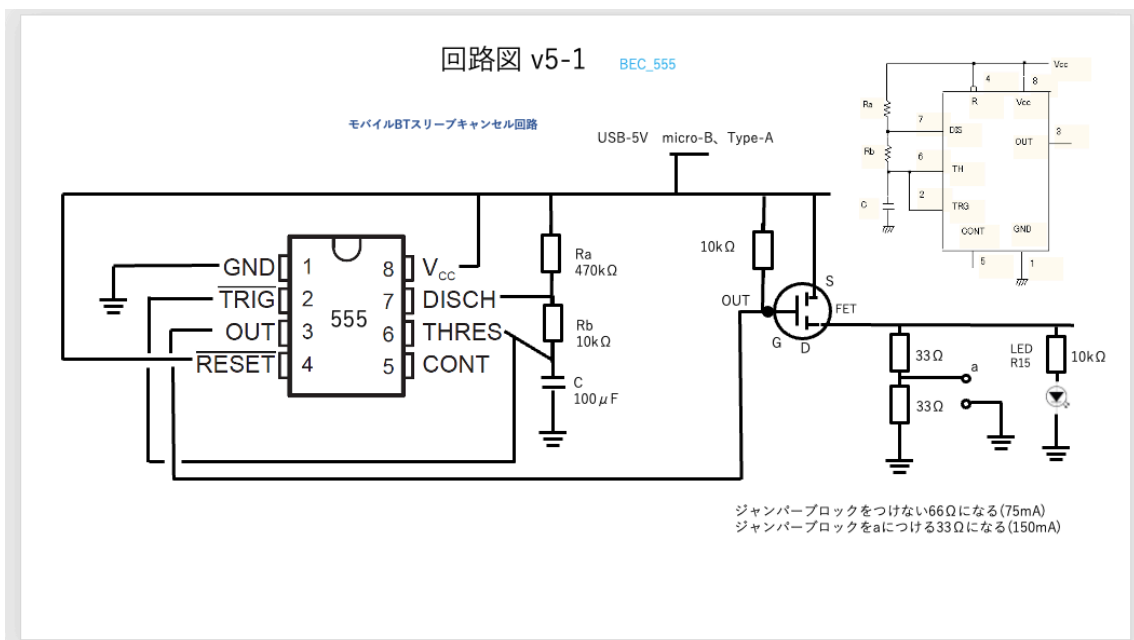 回路図 v5-1
BEC_555
モバイルBTスリープキャンセル回路
USB-5V　micro-B、Type-A
GND 1
TRIG 2
OUT 3
RESET 4
555
8 Vcc
7 DISCH
6 THRES
5 CONT
Ra
470kΩ
Rb
10kΩ
C
100μF
10kΩ
OUT
S
FET
G
D
33Ω
33Ω
a
LED
R15
10kΩ
ジャンパーブロックをつけない66Ωになる(75mA)
ジャンパーブロックをaにつける33Ωになる(150mA)
Vcc
4
8
Ra
R
Vcc
7
DIS
OUT
3
Rb
6
TH
2
TRG
C
CONT
GND
5
1